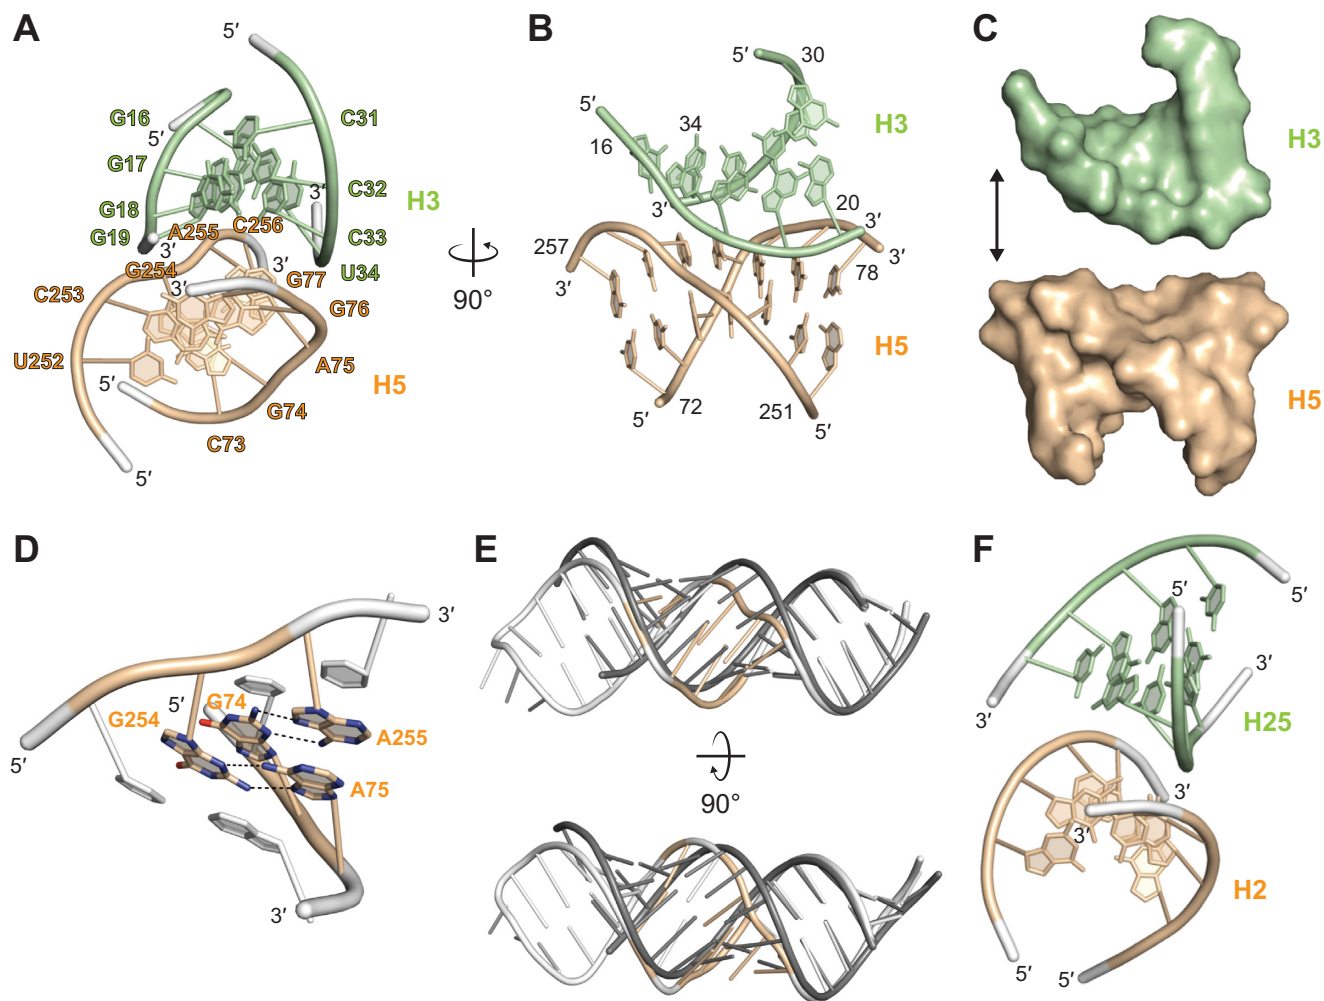 A
5′
G16
5′
C31
G17
C32
3′
G18
H3
G19
A255
C256
C33
3′
G254
3′
U34
3′
G77
C253
G76
U252
A75
5′
H5
G74
C73
5′
90°
B
5′
30
5′
34
H3
16
3′
20
3′
257
3′
3′
78
H5
72
5′
251
5′
C
H3
H5
D
3′
5′
G74
G254
A255
5′
A75
3′
E
90°
F
5′
5′
3′
3′
H25
3′
3′
H2
5′
5′